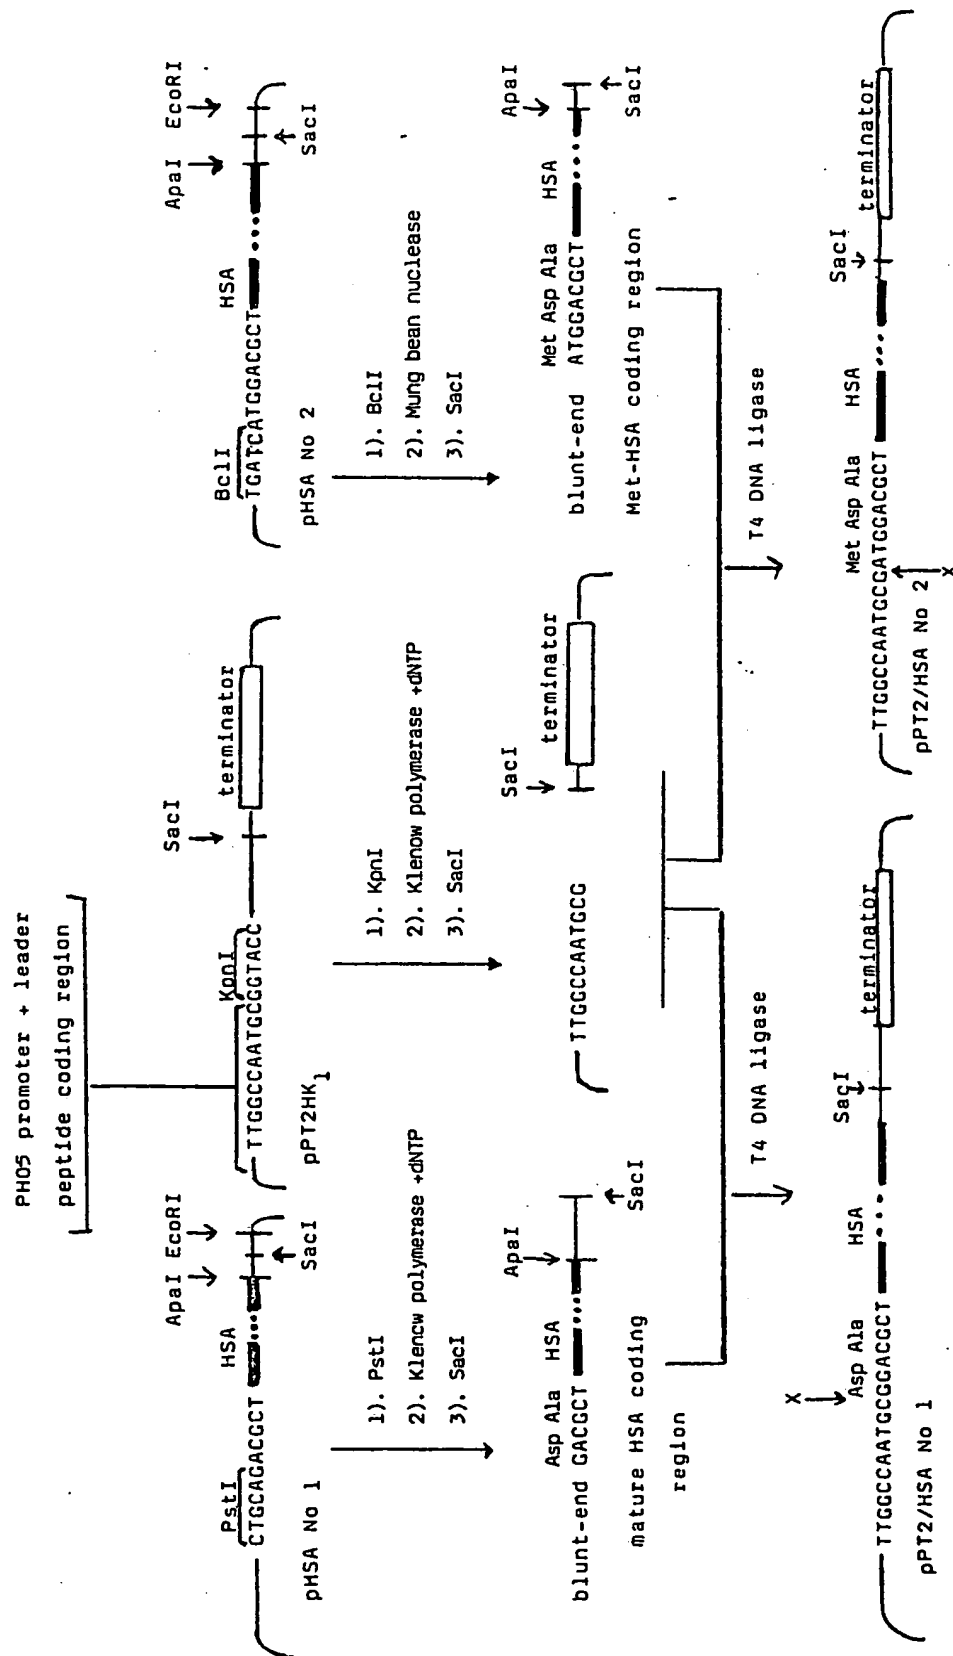 PHO5 promoter + leader
peptide coding region
ApaI EcoRI
PstI
CTGCAGACGCT
HSA
SacI
pHSA No 1
KpnI
TTGGCCAATGCGGTACC
SacI
terminator
pPT2HK1
BclI
TGATCATGGACGCT
HSA
ApaI EcoRI
SacI
pHSA No 2
1). PstI
2). Klencw polymerase +dNTP
3). SacI
1). KpnI
2). Klenow polymerase +dNTP
3). SacI
1). BclI
2). Mung bean nuclease
3). SacI
Asp Ala HSA
ApaI
blunt-end GACGCT
SacI
mature HSA coding
region
TTGGCCAATGCG
SacI
terminator
Met Asp Ala HSA
ApaI
blunt-end ATGGACGCT
SacI
Met-HSA coding region
T4 DNA ligase
T4 DNA ligase
X
Asp Ala HSA
SacI
TTGGCCAATGCGGACGCT
terminator
pPT2/HSA No 1
Met Asp Ala HSA
SacI
TTGGCCAATGCGATGGACGCT
terminator
pPT2/HSA No 2
X